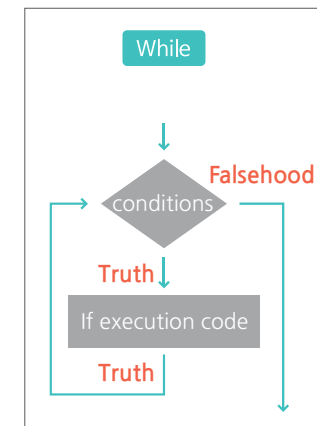 While
Falsehood
conditions
Truth
If execution code
Truth